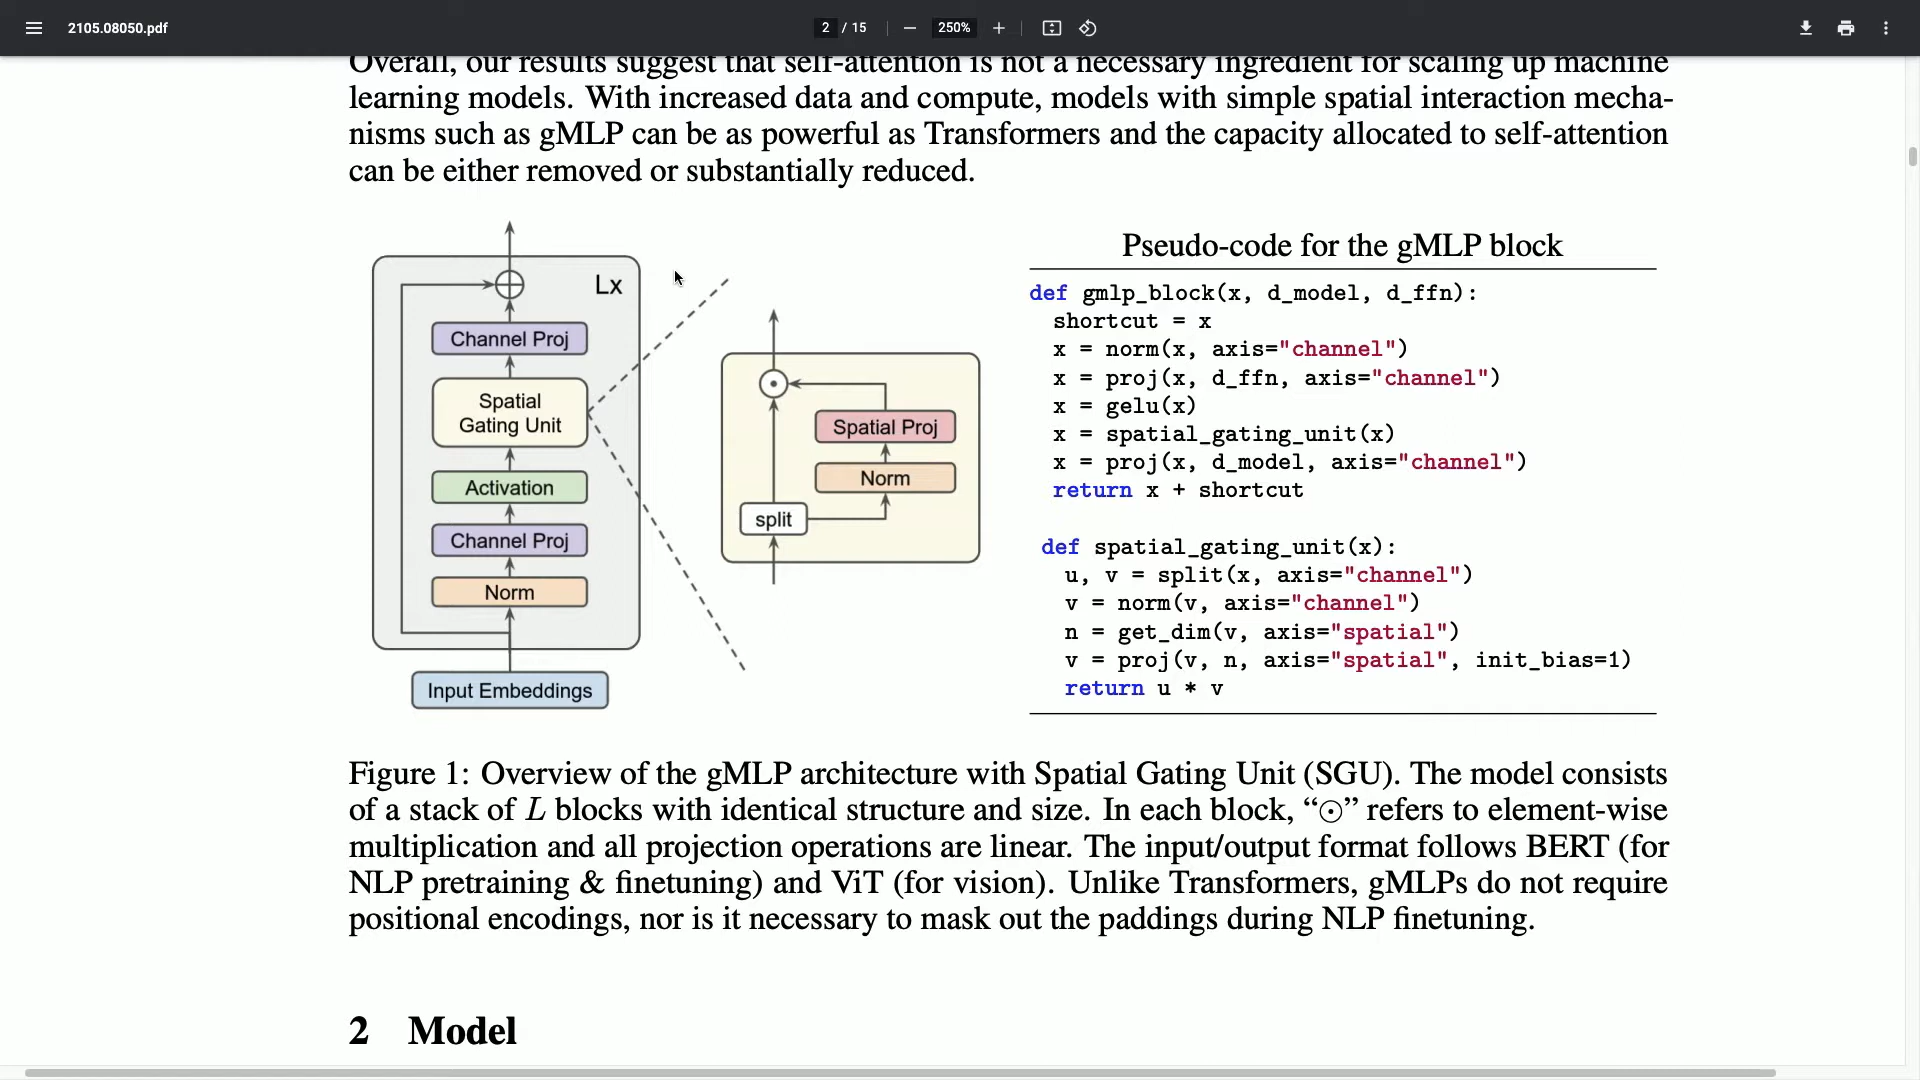 2105.08050.pdf
2 / 15
250%
Overall, our results suggest that self-attention is not a necessary ingredient for scaling up machine
learning models. With increased data and compute, models with simple spatial interaction mecha-
nisms such as gMLP can be as powerful as Transformers and the capacity allocated to self-attention
can be either removed or substantially reduced.
Lx
Channel Proj
Spatial
Gating Unit
Activation
Channel Proj
Norm
Input Embeddings
Spatial Proj
Norm
split
Pseudo-code for the gMLP block
def gmlp_block(x, d_model, d_ffn):
shortcut = x
x = norm(x, axis="channel")
x = proj(x, d_ffn, axis="channel")
x = gelu(x)
x = spatial_gating_unit(x)
x = proj(x, d_model, axis="channel")
return x + shortcut
def spatial_gating_unit(x):
u, v = split(x, axis="channel")
v = norm(v, axis="channel")
n = get_dim(v, axis="spatial")
v = proj(v, n, axis="spatial", init_bias=1)
return u * v
Figure 1: Overview of the gMLP architecture with Spatial Gating Unit (SGU). The model consists
of a stack of L blocks with identical structure and size. In each block, “⊙” refers to element-wise
multiplication and all projection operations are linear. The input/output format follows BERT (for
NLP pretraining & finetuning) and ViT (for vision). Unlike Transformers, gMLPs do not require
positional encodings, nor is it necessary to mask out the paddings during NLP finetuning.
2 Model